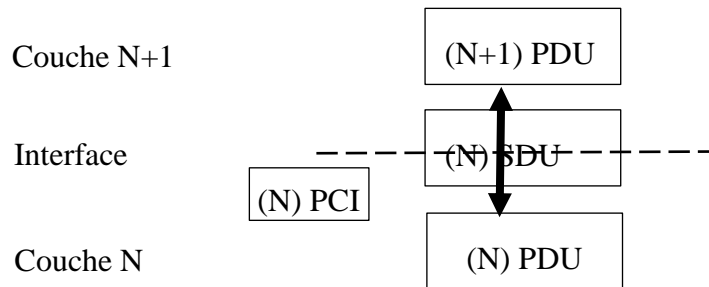 Couche N+1
(N+1) PDU
Interface
(N) SDU
(N) PCI
Couche N
(N) PDU